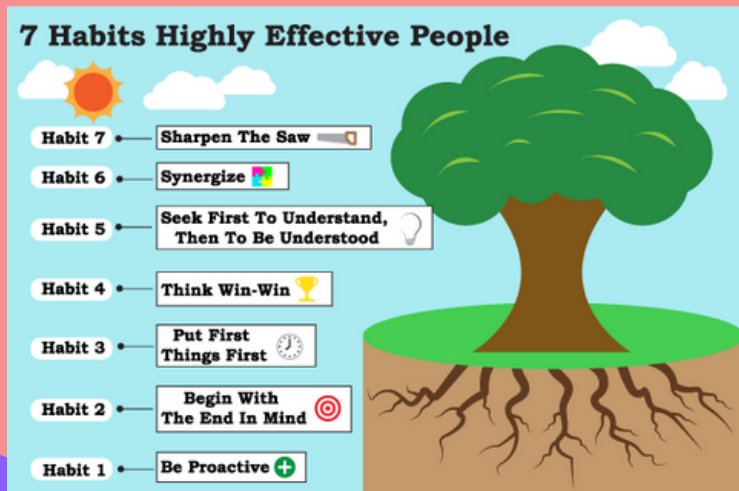 7 Habits Highly Effective People
Habit 7
Sharpen The Saw
Habit 6
Synergize
Habit 5
Seek First To Understand,
Then To Be Understood
Habit 4
Think Win-Win
Habit 3
Put First
Things First
Habit 2
Begin With
The End In Mind
Habit 1
Be Proactive